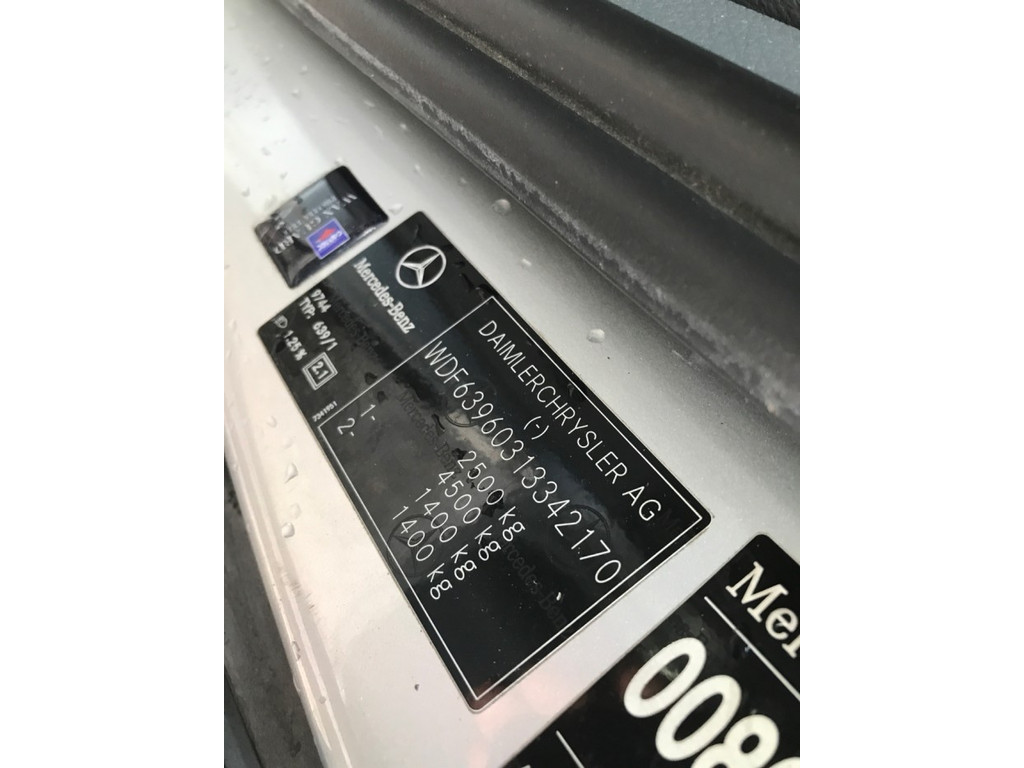 Mercedes-Benz
DAIMLERCHRYSLER AG
(-)
WDF63960313342170
2500 kg
4500 kg
1- 1400 kg
2- 1400 kg
9744
TYP: 639/1
1.25%
2.1
Mer
008